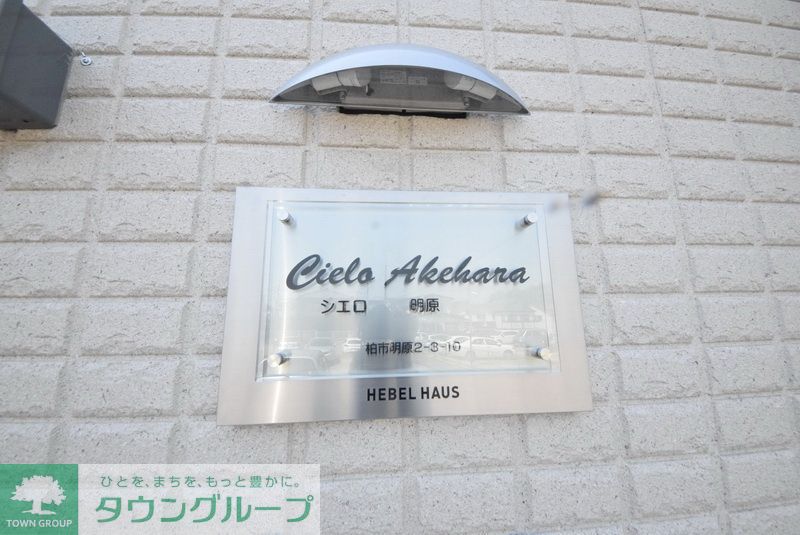 Cielo Akehara
シエロ 明原
柏市明原2-3-10
HEBEL HAUS
ひとを、まちを、もっと豊かに。
タウングループ
TOWN GROUP